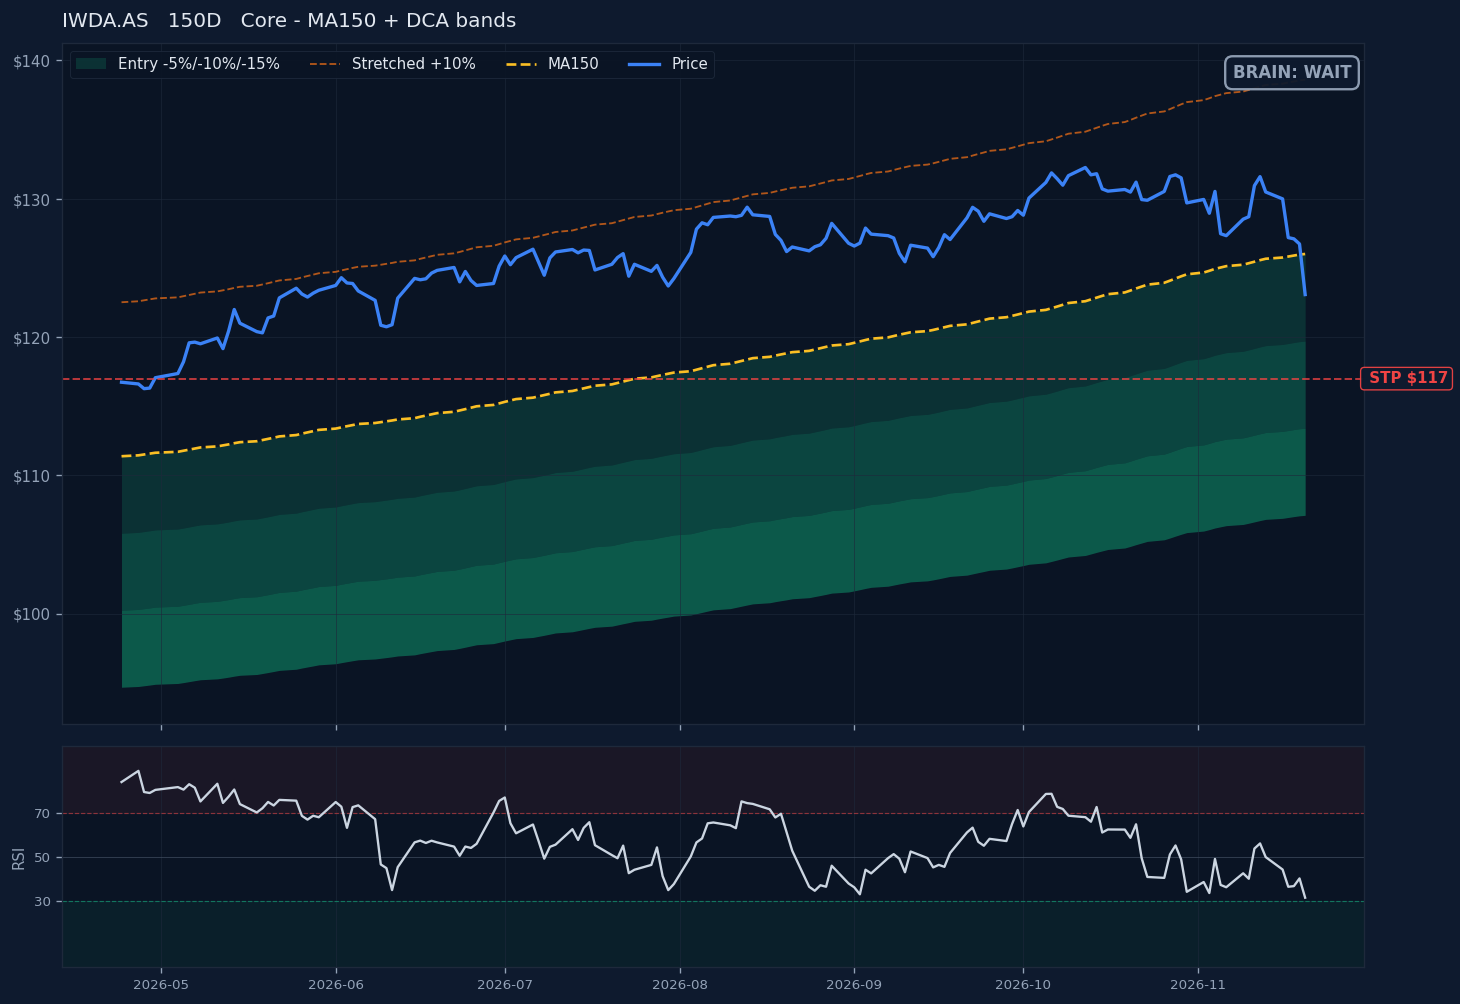 IWDA.AS   150D   Core - MA150 + DCA bands
Entry -5%/-10%/-15%
Stretched +10%
MA150
Price
BRAIN: WAIT
$140
$130
$120
$110
$100
STP $117
RSI
70
50
30
2026-05
2026-06
2026-07
2026-08
2026-09
2026-10
2026-11